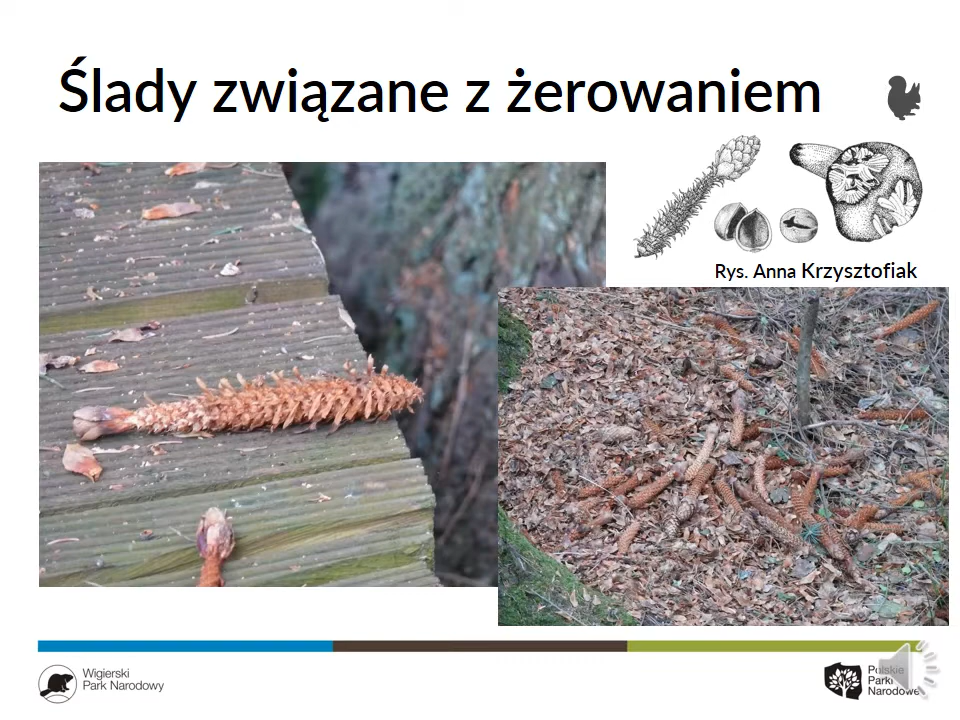 Ślady związane z żerowaniem
Rys. Anna Krzysztofiak
Wigierski
Park Narodowy
Polskie
Parki
Narodowe